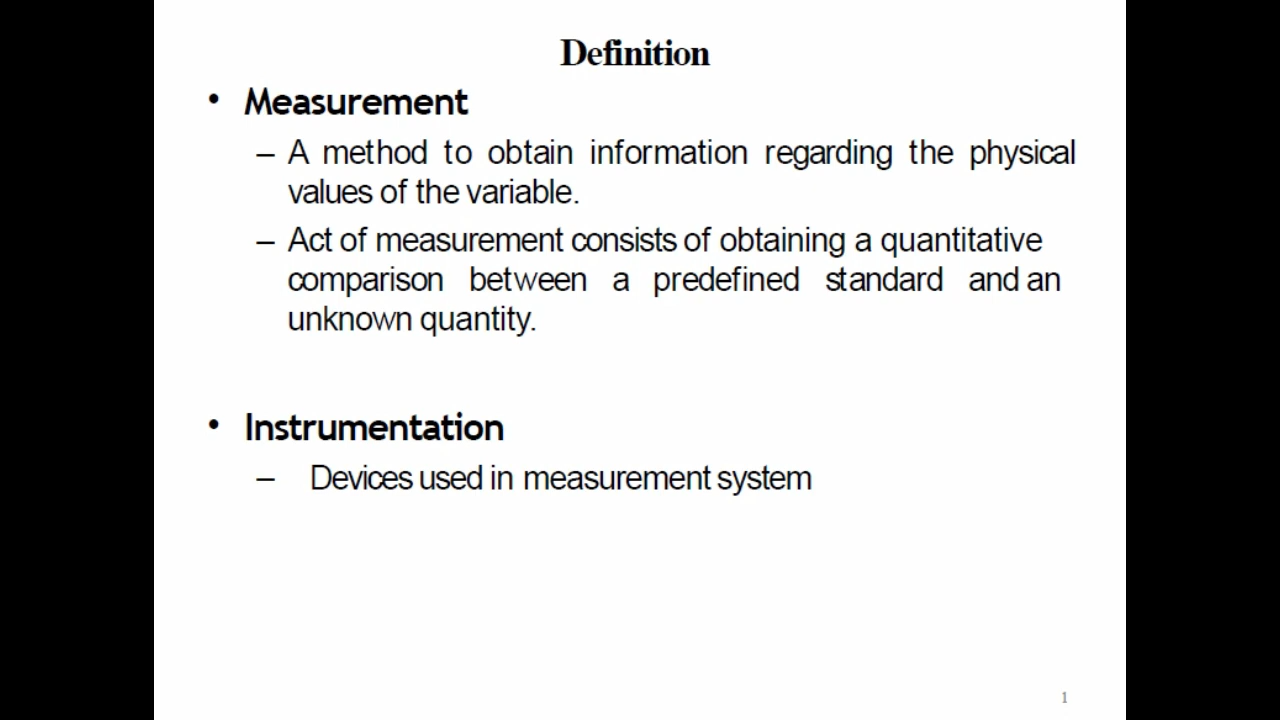 Definition
• Measurement
– A method to obtain information regarding the physical
values of the variable.
– Act of measurement consists of obtaining a quantitative
comparison between a predefined standard and an
unknown quantity.
• Instrumentation
– Devices used in measurement system
1